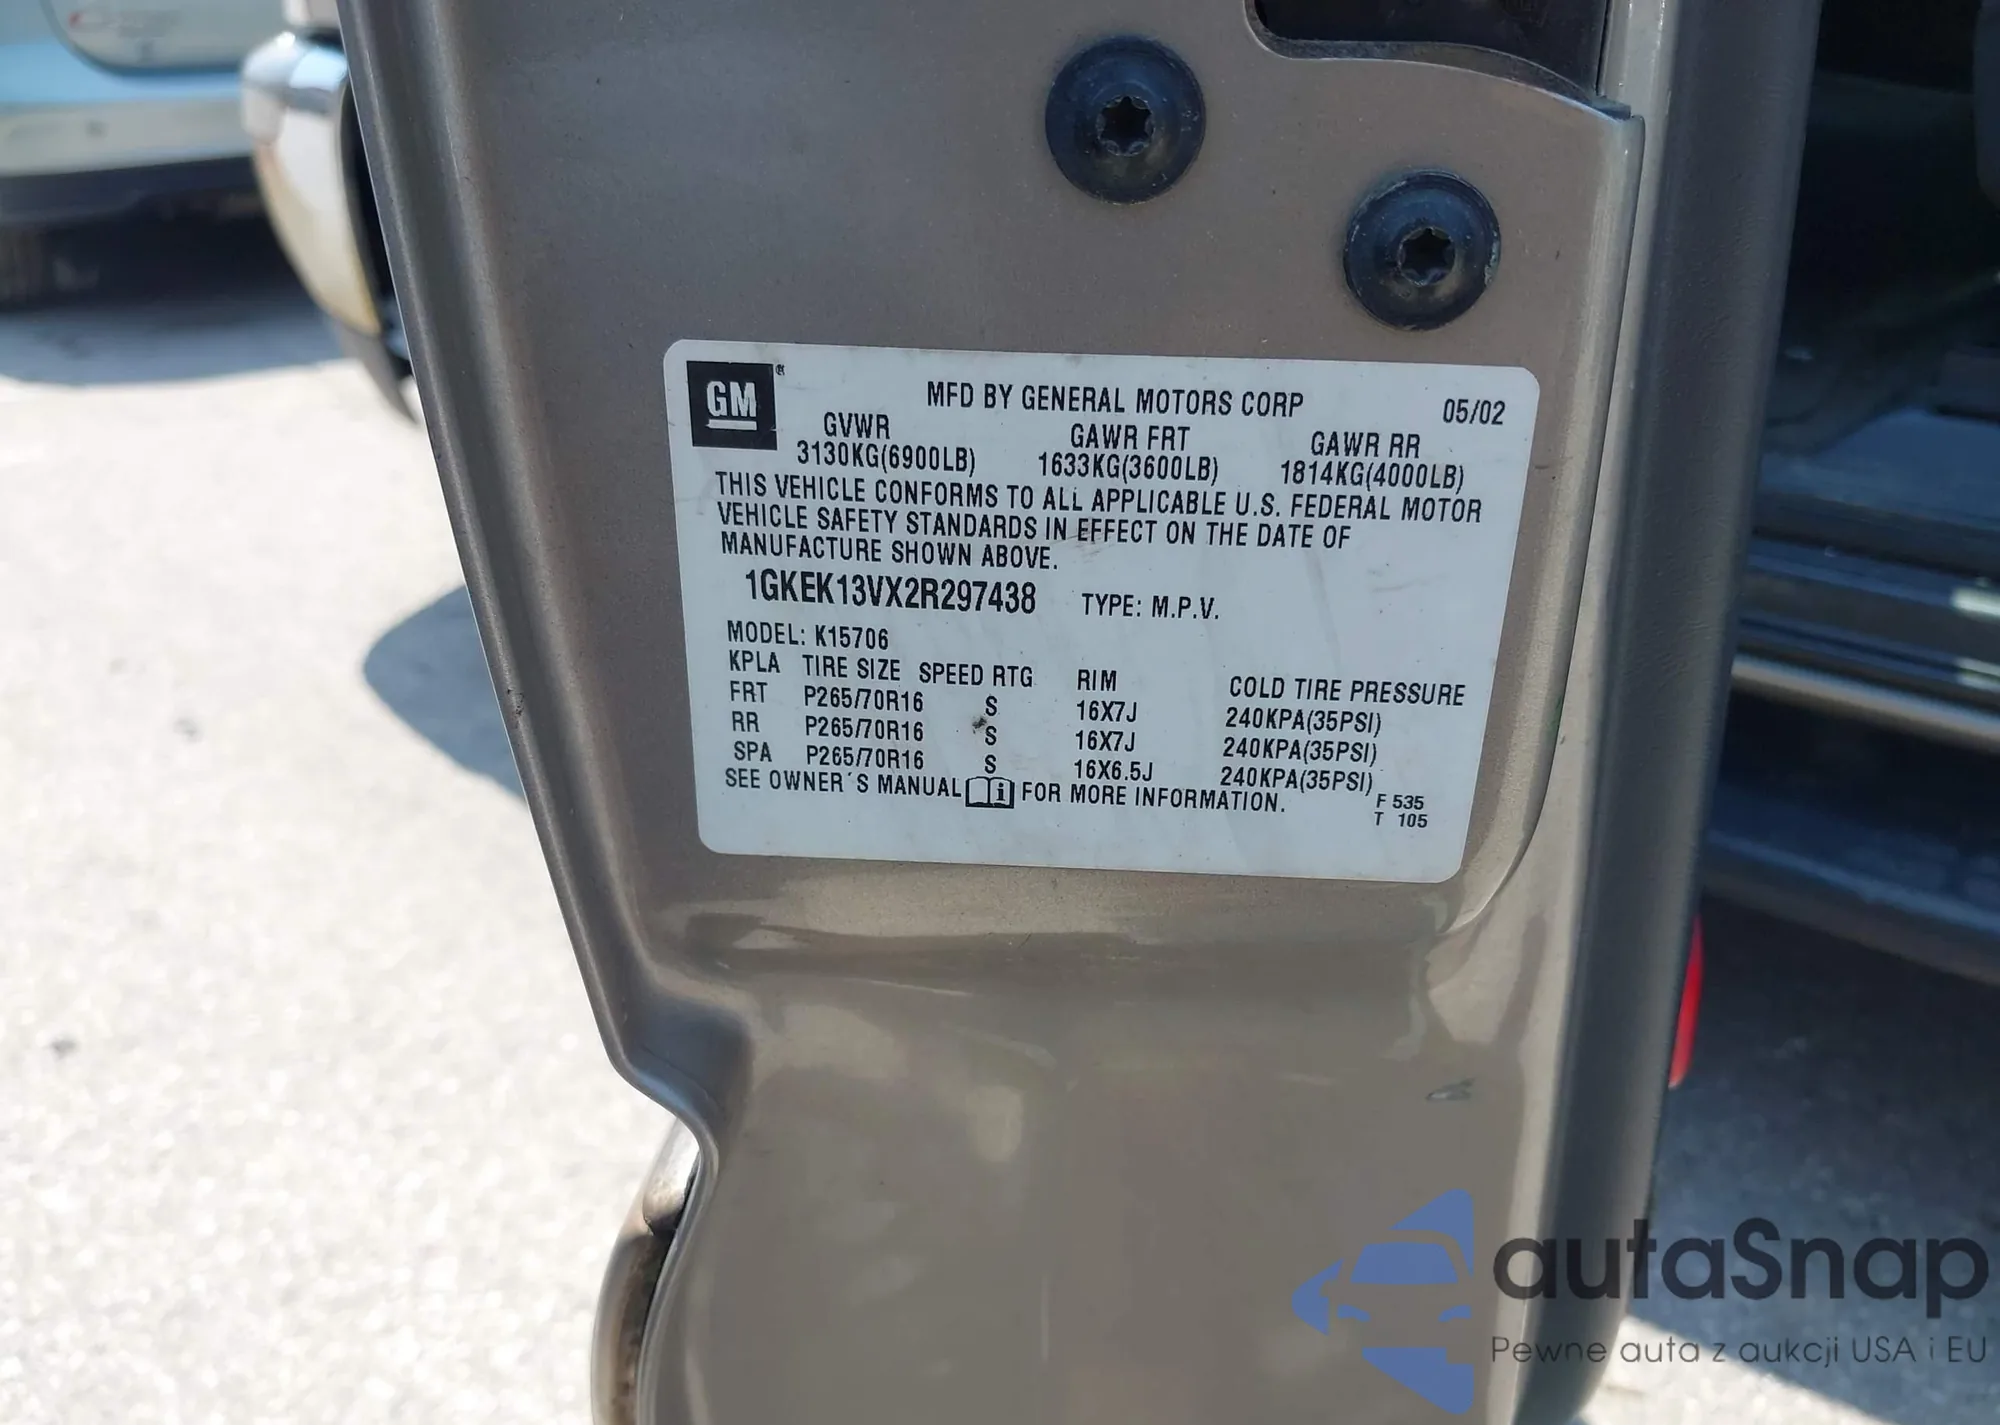 GM®
MFD BY GENERAL MOTORS CORP 05/02
GVWR GAWR FRT GAWR RR
3130KG(6900LB) 1633KG(3600LB) 1814KG(4000LB)
THIS VEHICLE CONFORMS TO ALL APPLICABLE U.S. FEDERAL MOTOR
VEHICLE SAFETY STANDARDS IN EFFECT ON THE DATE OF
MANUFACTURE SHOWN ABOVE.
1GKEK13VX2R297438 TYPE: M.P.V.
MODEL: K15706
KPLA TIRE SIZE SPEED RTG RIM COLD TIRE PRESSURE
FRT P265/70R16 S 16X7J 240KPA(35PSI)
RR P265/70R16 S 16X7J 240KPA(35PSI)
SPA P265/70R16 S 16X6.5J 240KPA(35PSI)
SEE OWNER´S MANUAL i FOR MORE INFORMATION.
F 535
T 105
autaSnap
Pewne auta z aukcji USA i EU